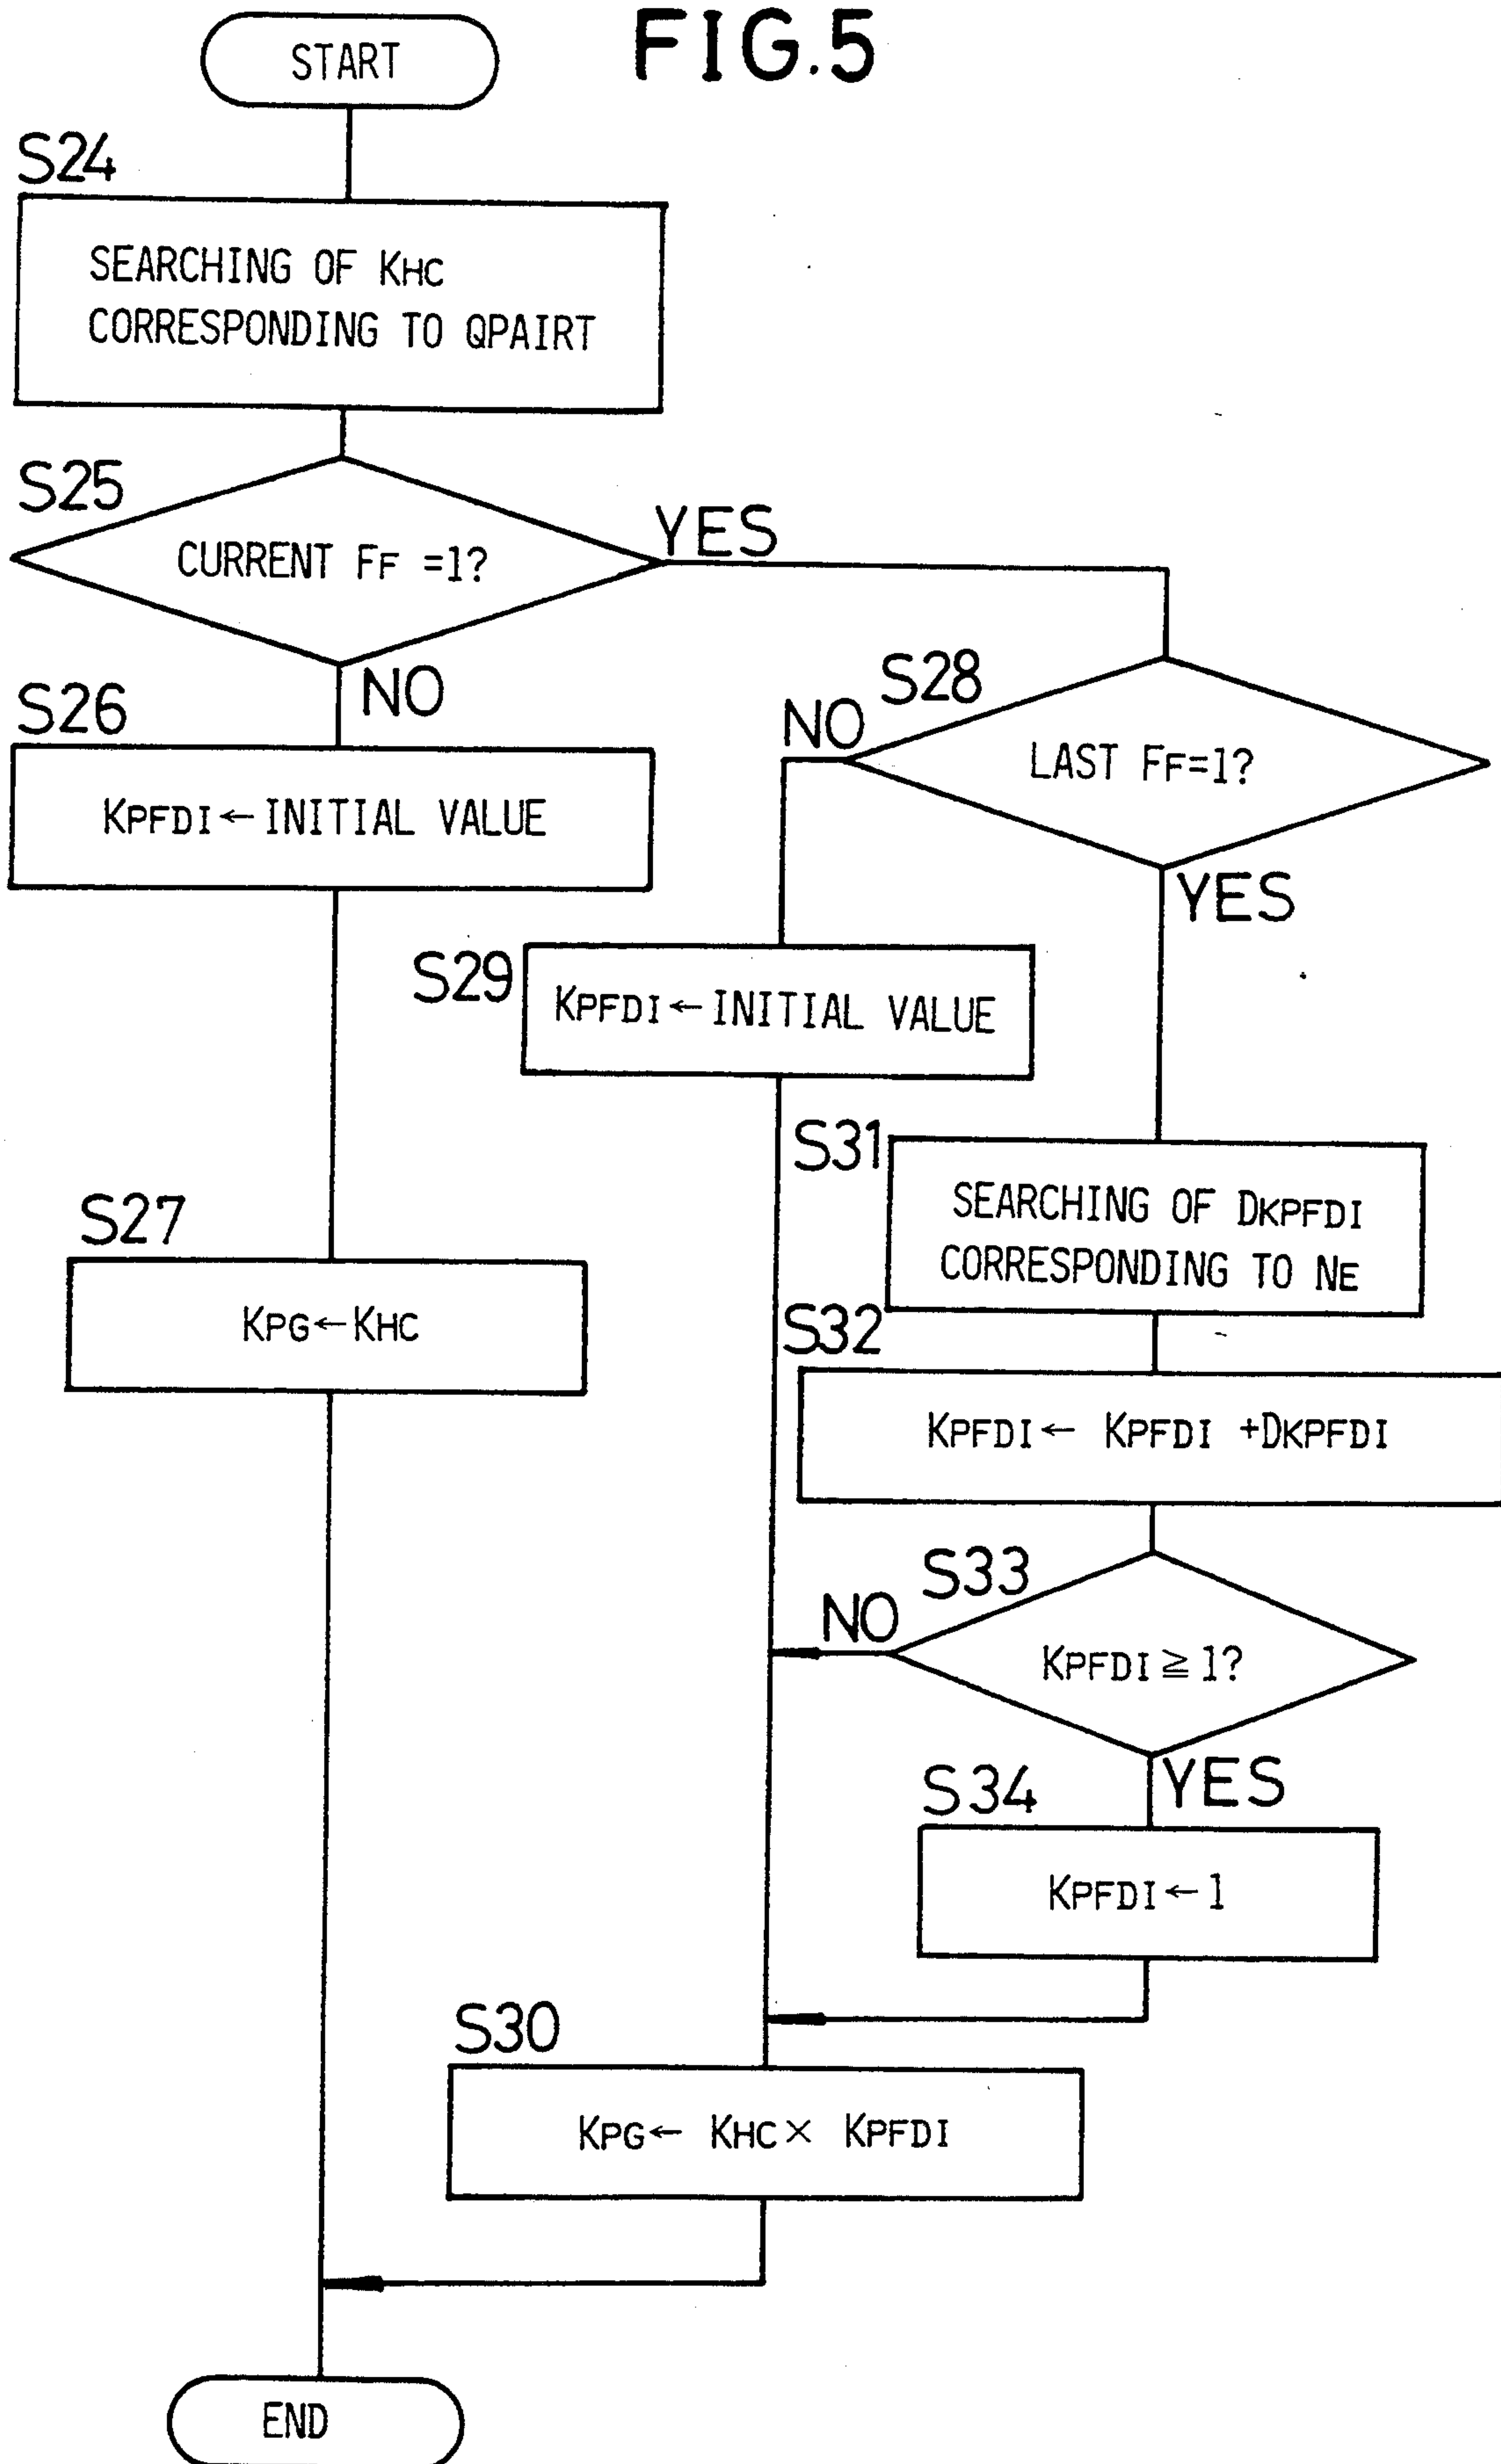 FIG.5
START
S24
SEARCHING OF KHC
CORRESPONDING TO QPAIRT
S25
CURRENT FF =1?
YES
NO
S26
KPFDI←INITIAL VALUE
S28
NO
LAST FF=1?
YES
S29
KPFDI←INITIAL VALUE
S31
SEARCHING OF DKPFDI
CORRESPONDING TO NE
S27
KPG←KHC
S32
KPFDI← KPFDI +DKPFDI
S33
NO
KPFDI≧1?
YES
S34
KPFDI←1
S30
KPG← KHC× KPFDI
END